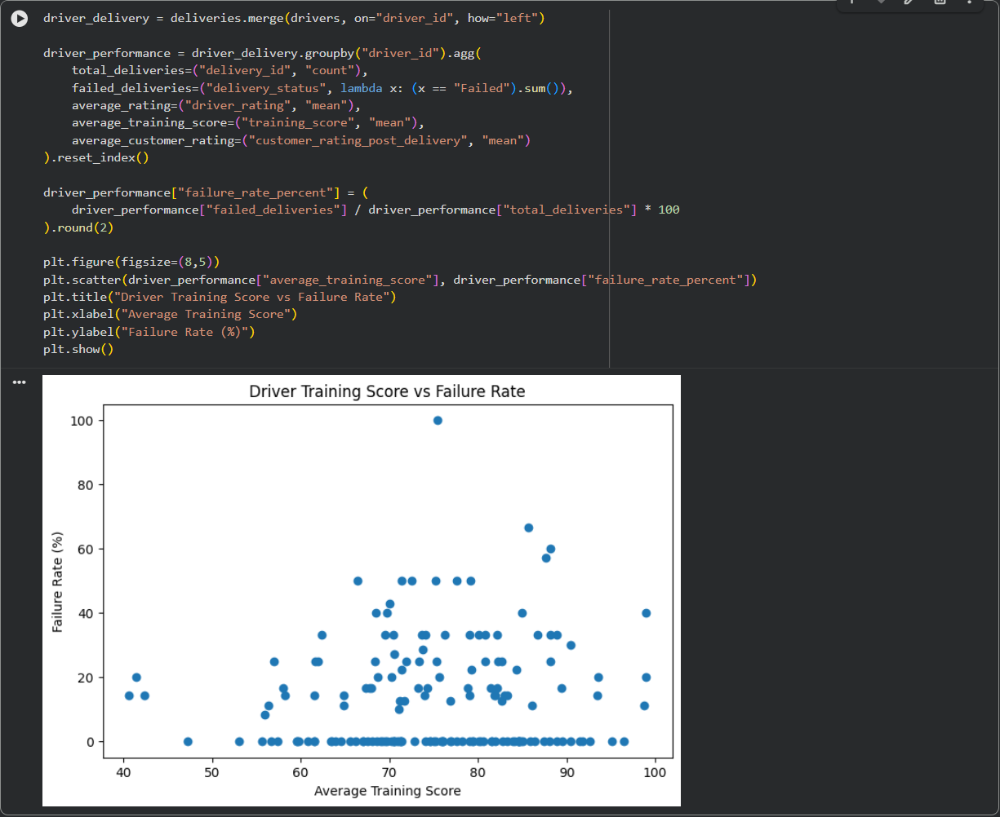 driver_delivery = deliveries.merge(drivers, on="driver_id", how="left")
driver_performance = driver_delivery.groupby("driver_id").agg(
    total_deliveries=("delivery_id", "count"),
    failed_deliveries=("delivery_status", lambda x: (x == "Failed").sum()),
    average_rating=("driver_rating", "mean"),
    average_training_score=("training_score", "mean"),
    average_customer_rating=("customer_rating_post_delivery", "mean")
).reset_index()
driver_performance["failure_rate_percent"] = (
    driver_performance["failed_deliveries"] / driver_performance["total_deliveries"] * 100
).round(2)
plt.figure(figsize=(8,5))
plt.scatter(driver_performance["average_training_score"], driver_performance["failure_rate_percent"])
plt.title("Driver Training Score vs Failure Rate")
plt.xlabel("Average Training Score")
plt.ylabel("Failure Rate (%)")
plt.show()
Driver Training Score vs Failure Rate
100
80
60
40
20
0
Failure Rate (%)
40 50 60 70 80 90 100
Average Training Score